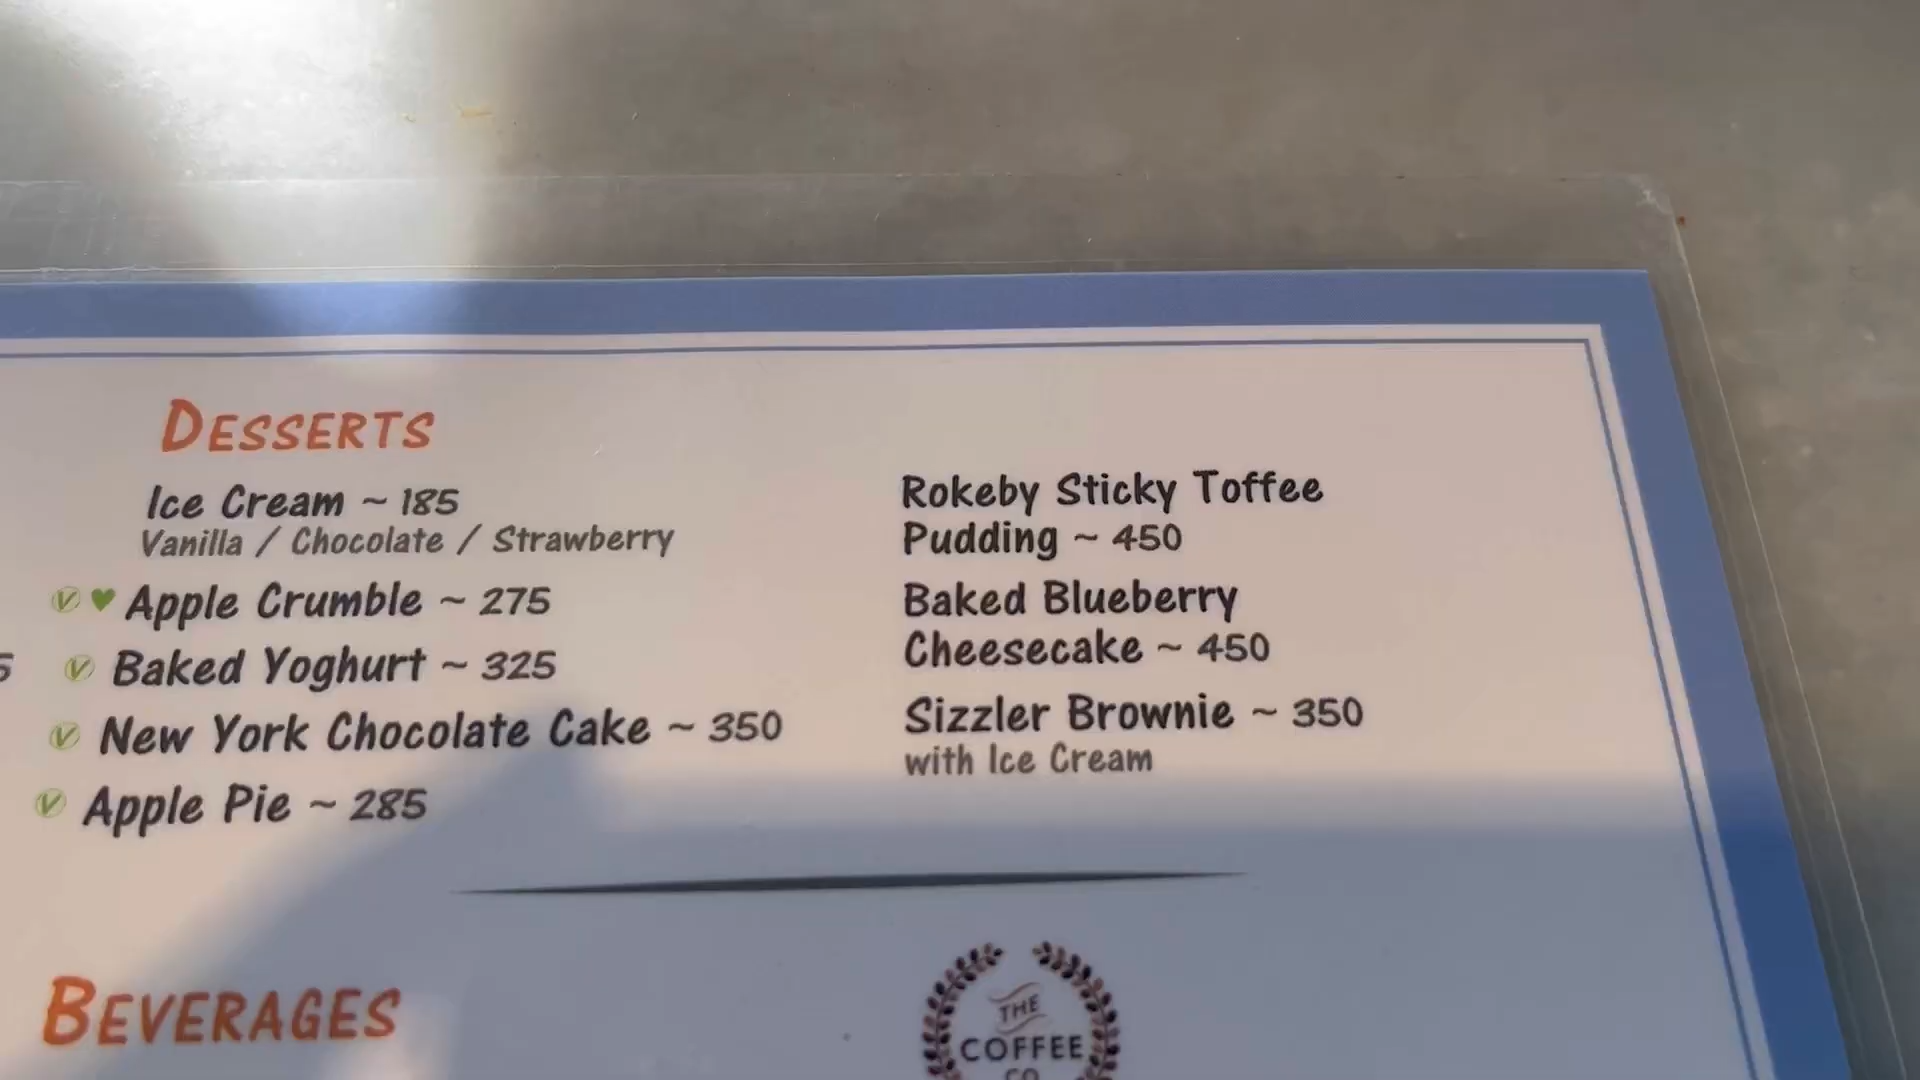 DESSERTS
Ice Cream ~ 185
Vanilla / Chocolate / Strawberry
Apple Crumble ~ 275
Baked Yoghurt ~ 325
New York Chocolate Cake ~ 350
Apple Pie ~ 285
Rokeby Sticky Toffee
Pudding ~ 450
Baked Blueberry
Cheesecake ~ 450
Sizzler Brownie ~ 350
with Ice Cream
5
BEVERAGES
THE
COFFEE
CO